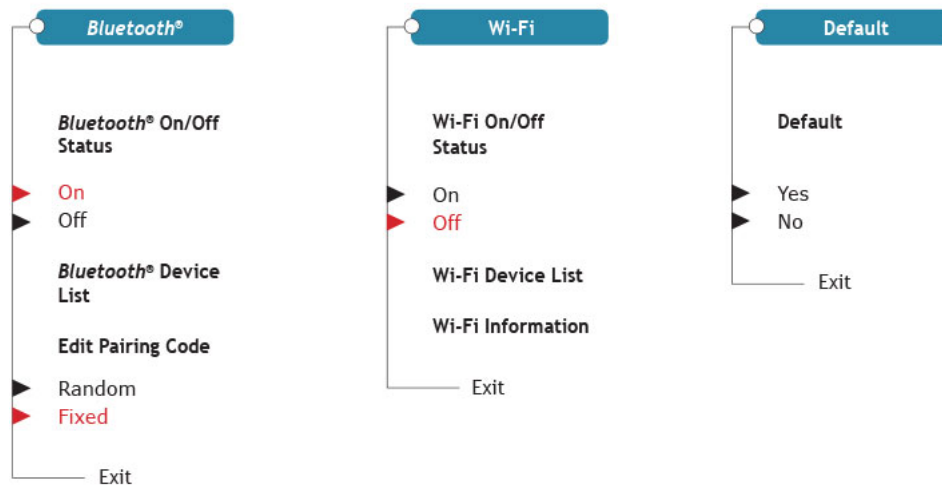 Bluetooth®
Bluetooth® On/Off
Status
On
Off
Bluetooth® Device
List
Edit Pairing Code
Random
Fixed
Exit
Wi-Fi
Wi-Fi On/Off
Status
On
Off
Wi-Fi Device List
Wi-Fi Information
Exit
Default
Default
Yes
No
Exit